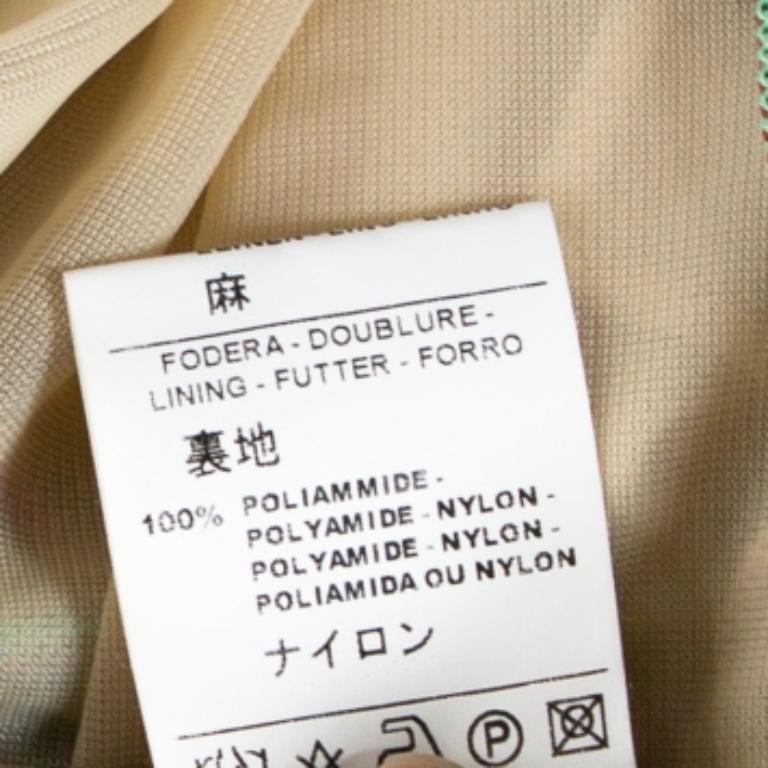 麻
FODERA - DOUBLURE -
LINING - FUTTER - FORRO
裏地
100% POLIAMMIDE -
POLYAMIDE - NYLON -
POLYAMIDE - NYLON -
POLIAMIDA OU NYLON
ナイロン
P